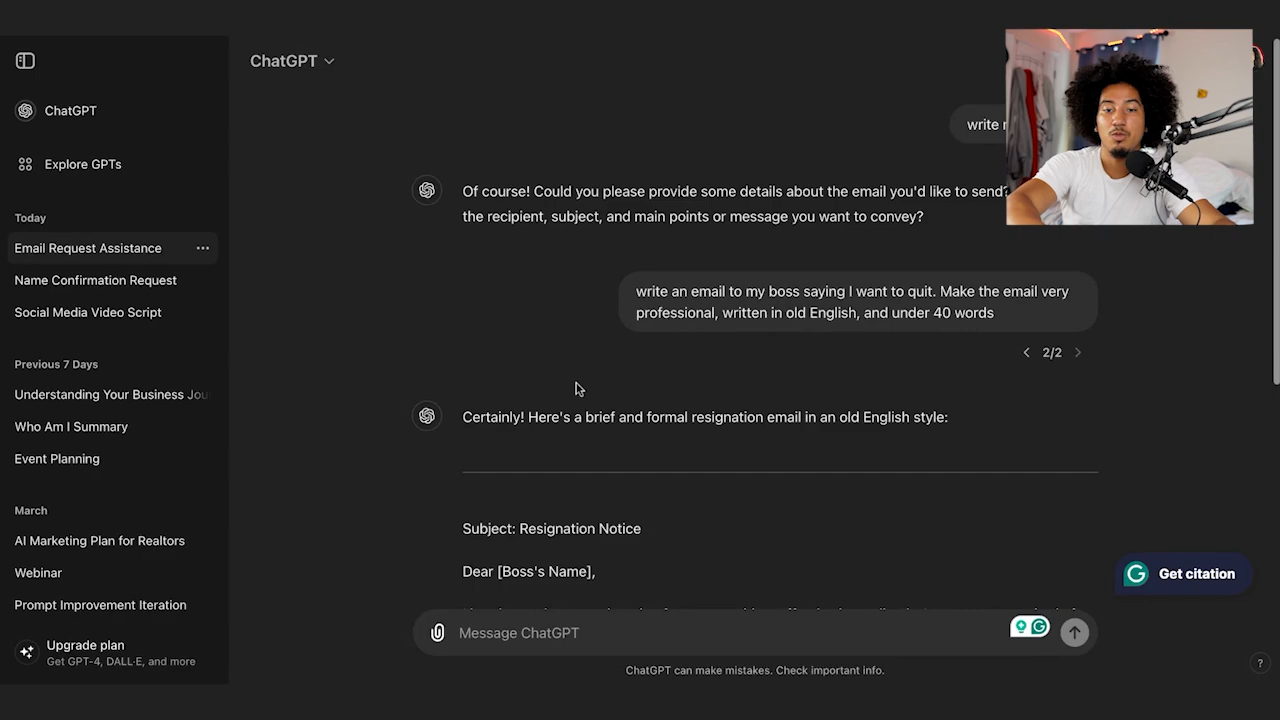 ChatGPT
Explore GPTs
Today
Email Request Assistance
Name Confirmation Request
Social Media Video Script
Previous 7 Days
Understanding Your Business Jou
Who Am I Summary
Event Planning
March
AI Marketing Plan for Realtors
Webinar
Prompt Improvement Iteration
Upgrade plan
Get GPT-4, DALL·E, and more
ChatGPT
write
Of course! Could you please provide some details about the email you'd like to send?
the recipient, subject, and main points or message you want to convey?
write an email to my boss saying I want to quit. Make the email very
professional, written in old English, and under 40 words
2/2
Certainly! Here's a brief and formal resignation email in an old English style:
Subject: Resignation Notice
Dear [Boss's Name],
Message ChatGPT
ChatGPT can make mistakes. Check important info.
G Get citation
?